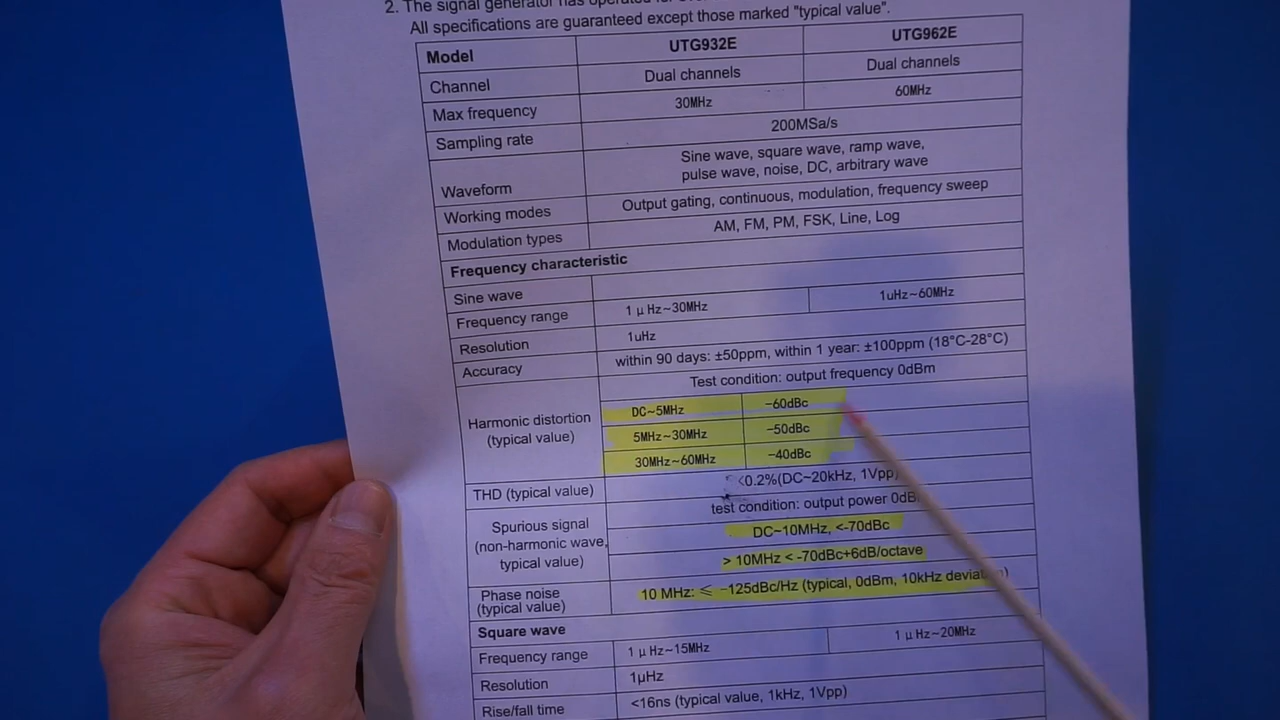 2. The signal generator has operated for
All specifications are guaranteed except those marked "typical value".
Model UTG932E UTG962E
Channel Dual channels Dual channels
Max frequency 30MHz 60MHz
Sampling rate 200MSa/s
Waveform Sine wave, square wave, ramp wave,
pulse wave, noise, DC, arbitrary wave
Working modes Output gating, continuous, modulation, frequency sweep
Modulation types AM, FM, PM, FSK, Line, Log
Frequency characteristic
Sine wave
Frequency range 1 μHz~30MHz 1uHz~60MHz
Resolution 1uHz
Accuracy within 90 days: ±50ppm, within 1 year: ±100ppm (18°C-28°C)
Harmonic distortion
(typical value)
Test condition: output frequency 0dBm
DC~5MHz -60dBc
5MHz~30MHz -50dBc
30MHz~60MHz -40dBc
THD (typical value) <0.2%(DC~20kHz, 1Vpp)
Spurious signal
(non-harmonic wave,
typical value)
test condition: output power 0dB
DC~10MHz, <-70dBc
> 10MHz < -70dBc+6dB/octave
Phase noise
(typical value)
10 MHz: ≤ -125dBc/Hz (typical, 0dBm, 10kHz deviation)
Square wave
Frequency range 1 μHz~15MHz 1 μHz~20MHz
Resolution 1μHz
Rise/fall time <16ns (typical value, 1kHz, 1Vpp)